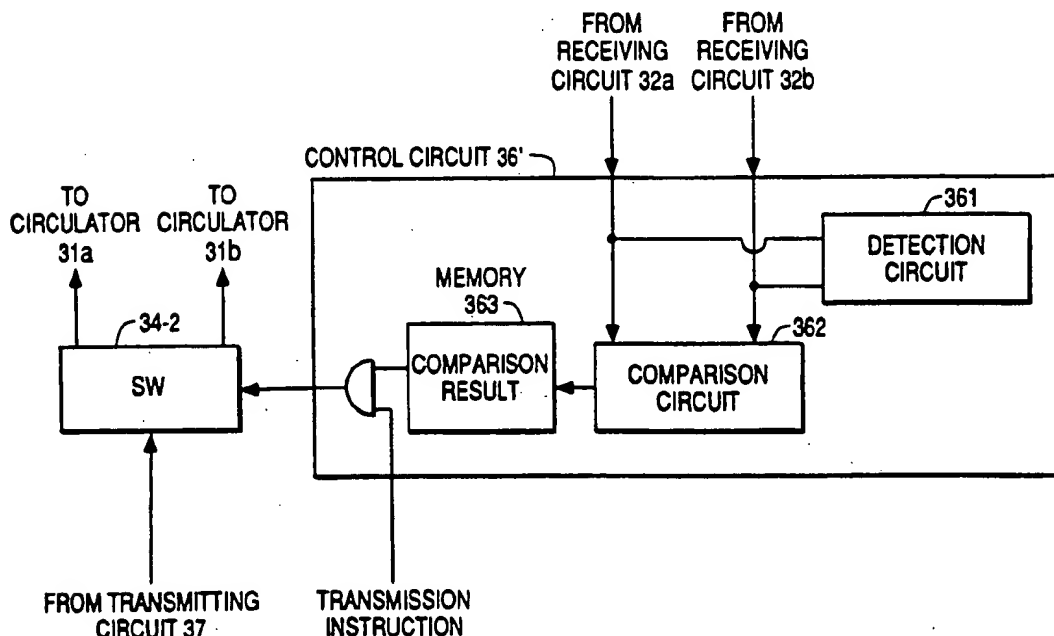 FROM
RECEIVING
CIRCUIT 32a
FROM
RECEIVING
CIRCUIT 32b
CONTROL CIRCUIT 36'
TO
CIRCULATOR
31a
TO
CIRCULATOR
31b
361
DETECTION
CIRCUIT
MEMORY
363
COMPARISON
RESULT
362
COMPARISON
CIRCUIT
34-2
SW
FROM TRANSMITTING
CIRCUIT 37
TRANSMISSION
INSTRUCTION